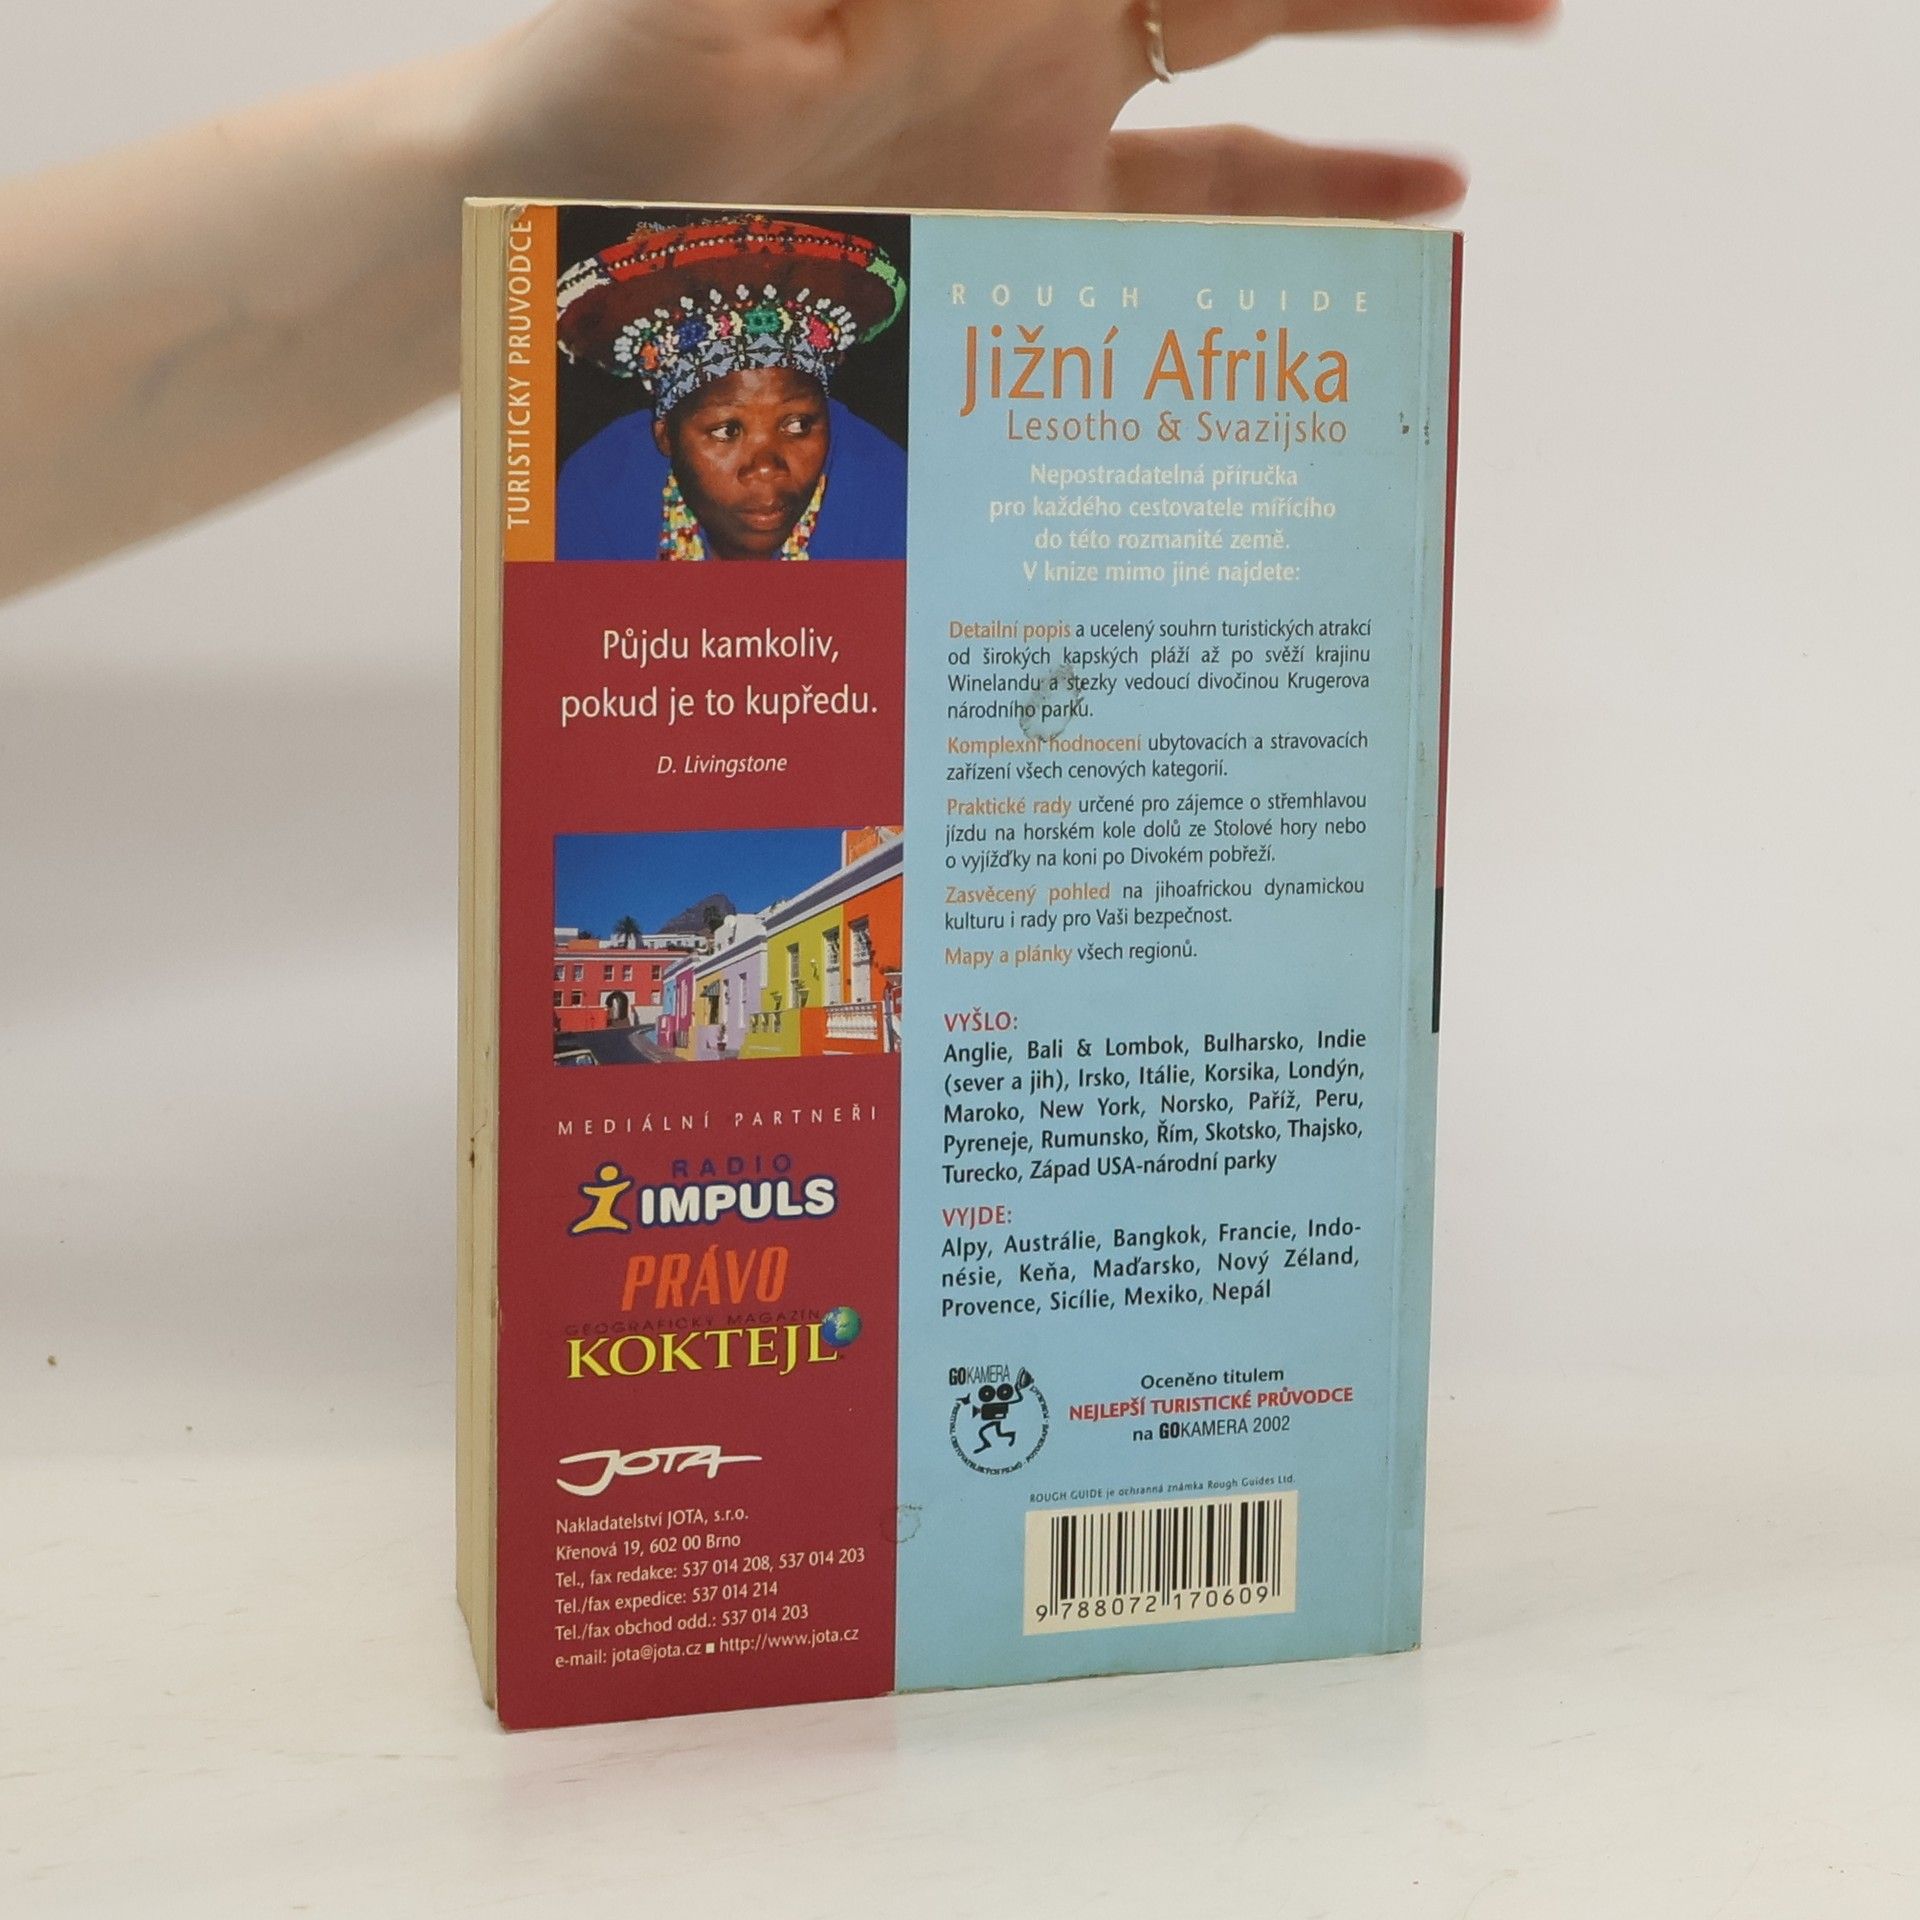 TURISTICKÝ PRŮVODCE
Půjdu kamkoliv,
pokud je to kupředu.
D. Livingstone
MEDIÁLNÍ PARTNEŘI
RADIO
IMPULS
PRÁVO
GEOGRAFICKÝ MAGAZÍN
KOKTEJL
JOTA
Nakladatelství JOTA, s.r.o.
Křenová 19, 602 00 Brno
Tel., fax redakce: 537 014 208, 537 014 203
Tel./fax expedice: 537 014 214
Tel./fax obchod odd.: 537 014 203
e-mail: jota@jota.cz ■ http://www.jota.cz
ROUGH GUIDE
Jižní Afrika
Lesotho & Svazijsko
Nepostradatelná příručka
pro každého cestovatele mířícího
do této rozmanité země.
V knize mimo jiné najdete:
Detailní popis a ucelený souhrn turistických atrakcí
od širokých kapských pláží až po svěží krajinu
Winelandu a stezky vedoucí divočinou Krugerova
národního parku.
Komplexní hodnocení ubytovacích a stravovacích
zařízení všech cenových kategorií.
Praktické rady určené pro zájemce o střemhlavou
jízdu na horském kole dolů ze Stolové hory nebo
o vyjížďky na koni po Divokém pobřeží.
Zasvěcený pohled na jihoafrickou dynamickou
kulturu i rady pro Vaši bezpečnost.
Mapy a plánky všech regionů.
VYŠLO:
Anglie, Bali & Lombok, Bulharsko, Indie
(sever a jih), Irsko, Itálie, Korsika, Londýn,
Maroko, New York, Norsko, Paříž, Peru,
Pyreneje, Rumunsko, Řím, Skotsko, Thajsko,
Turecko, Západ USA-národní parky
VYJDE:
Alpy, Austrálie, Bangkok, Francie, Indo-
nésie, Keňa, Maďarsko, Nový Zéland,
Provence, Sicílie, Mexiko, Nepál
GOKAMERA
Oceněno titulem
NEJLEPŠÍ TURISTICKÉ PRŮVODCE
na GOKAMERA 2002
ROUGH GUIDE je ochranná známka Rough Guides Ltd.
9 788072 170609